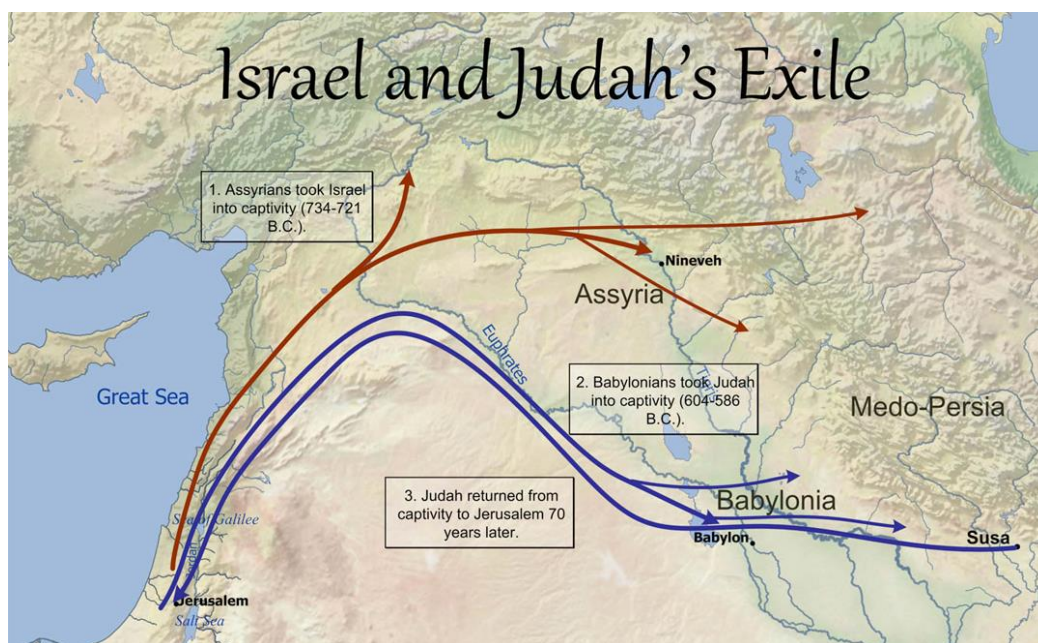 Israel and Judah's Exile
1. Assyrians took Israel
into captivity (734-721
B.C.).
Nineveh
Assyria
Euphrates
Tigris
2. Babylonians took Judah
into captivity (604-586
B.C.).
Great Sea
Medo-Persia
3. Judah returned from
captivity to Jerusalem 70
years later.
Babylonia
Sea of Galilee
Babylon
Susa
Jordan
Jerusalem
Salt Sea